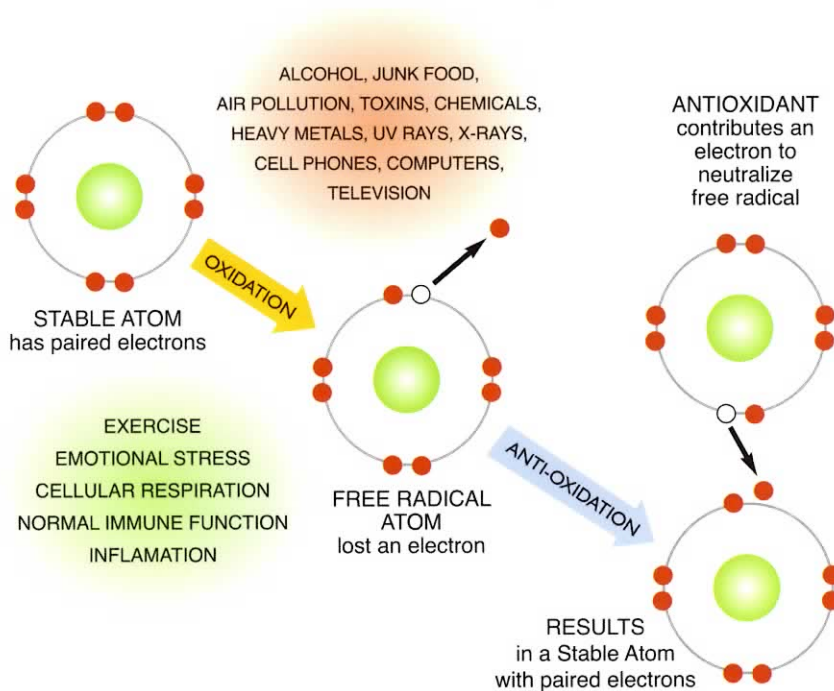 ALCOHOL, JUNK FOOD,
AIR POLLUTION, TOXINS, CHEMICALS,
HEAVY METALS, UV RAYS, X-RAYS,
CELL PHONES, COMPUTERS,
TELEVISION
ANTIOXIDANT
contributes an
electron to
neutralize
free radical
OXIDATION
STABLE ATOM
has paired electrons
EXERCISE
EMOTIONAL STRESS
CELLULAR RESPIRATION
NORMAL IMMUNE FUNCTION
INFLAMATION
FREE RADICAL
ATOM
lost an electron
ANTI-OXIDATION
RESULTS
in a Stable Atom
with paired electrons